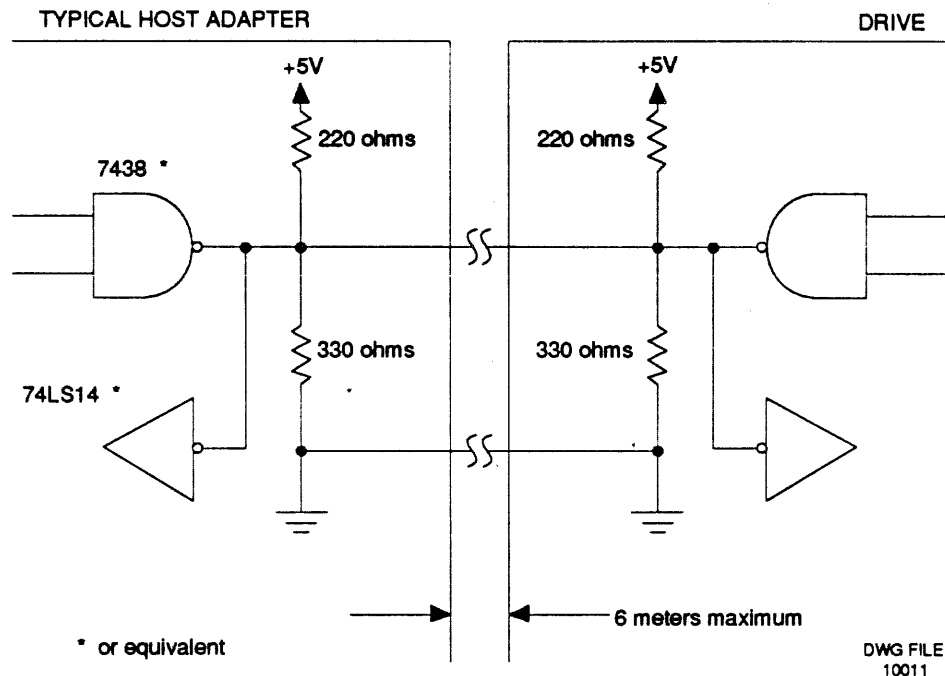 TYPICAL HOST ADAPTER
DRIVE
+5V
+5V
220 ohms
220 ohms
7438 *
330 ohms
330 ohms
74LS14 *
6 meters maximum
* or equivalent
DWG FILE
10011